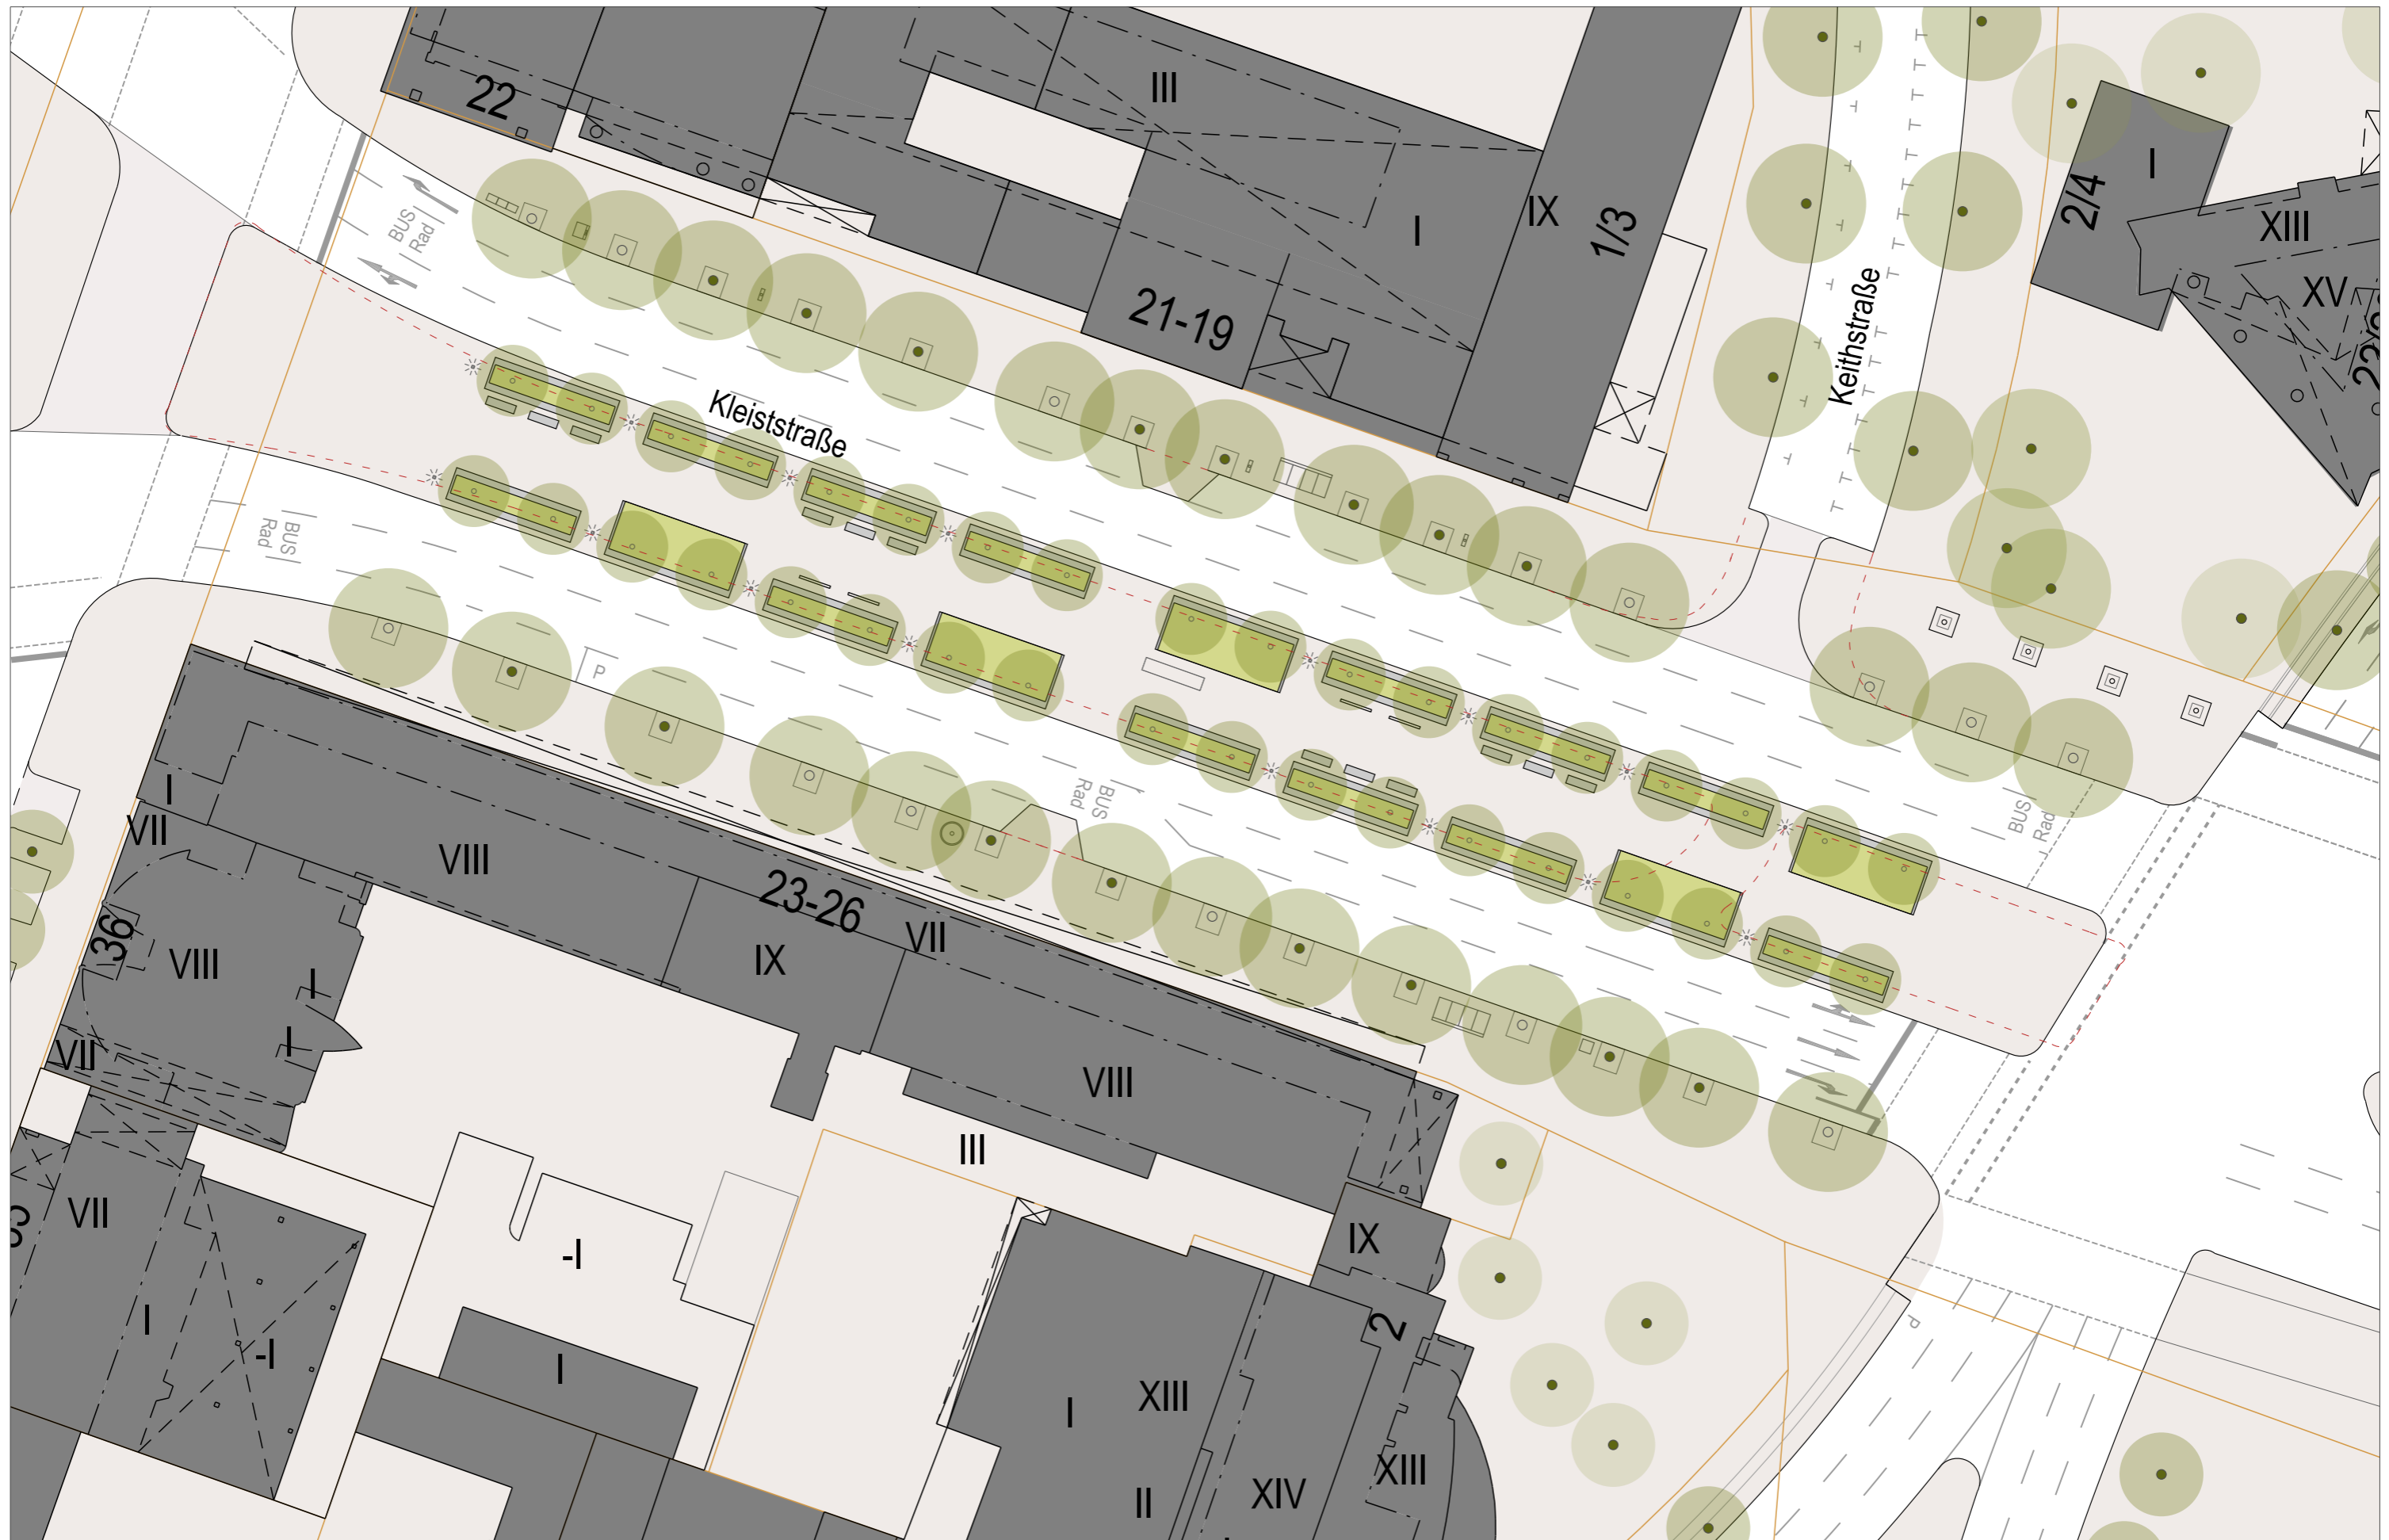 22
III
I
IX
1/3
2/4
I
XIII
XV
BUS
Rad
21-19
Keithstraße
Kleiststraße
BUS
Rad
P
I
VII
VIII
23-26
VII
IX
36
VIII
I
I
VII
BUS
Rad
BUS
Rad
VIII
III
VII
-I
IX
2
I
-I
I
I
XIII
XIII
XIV
II
P